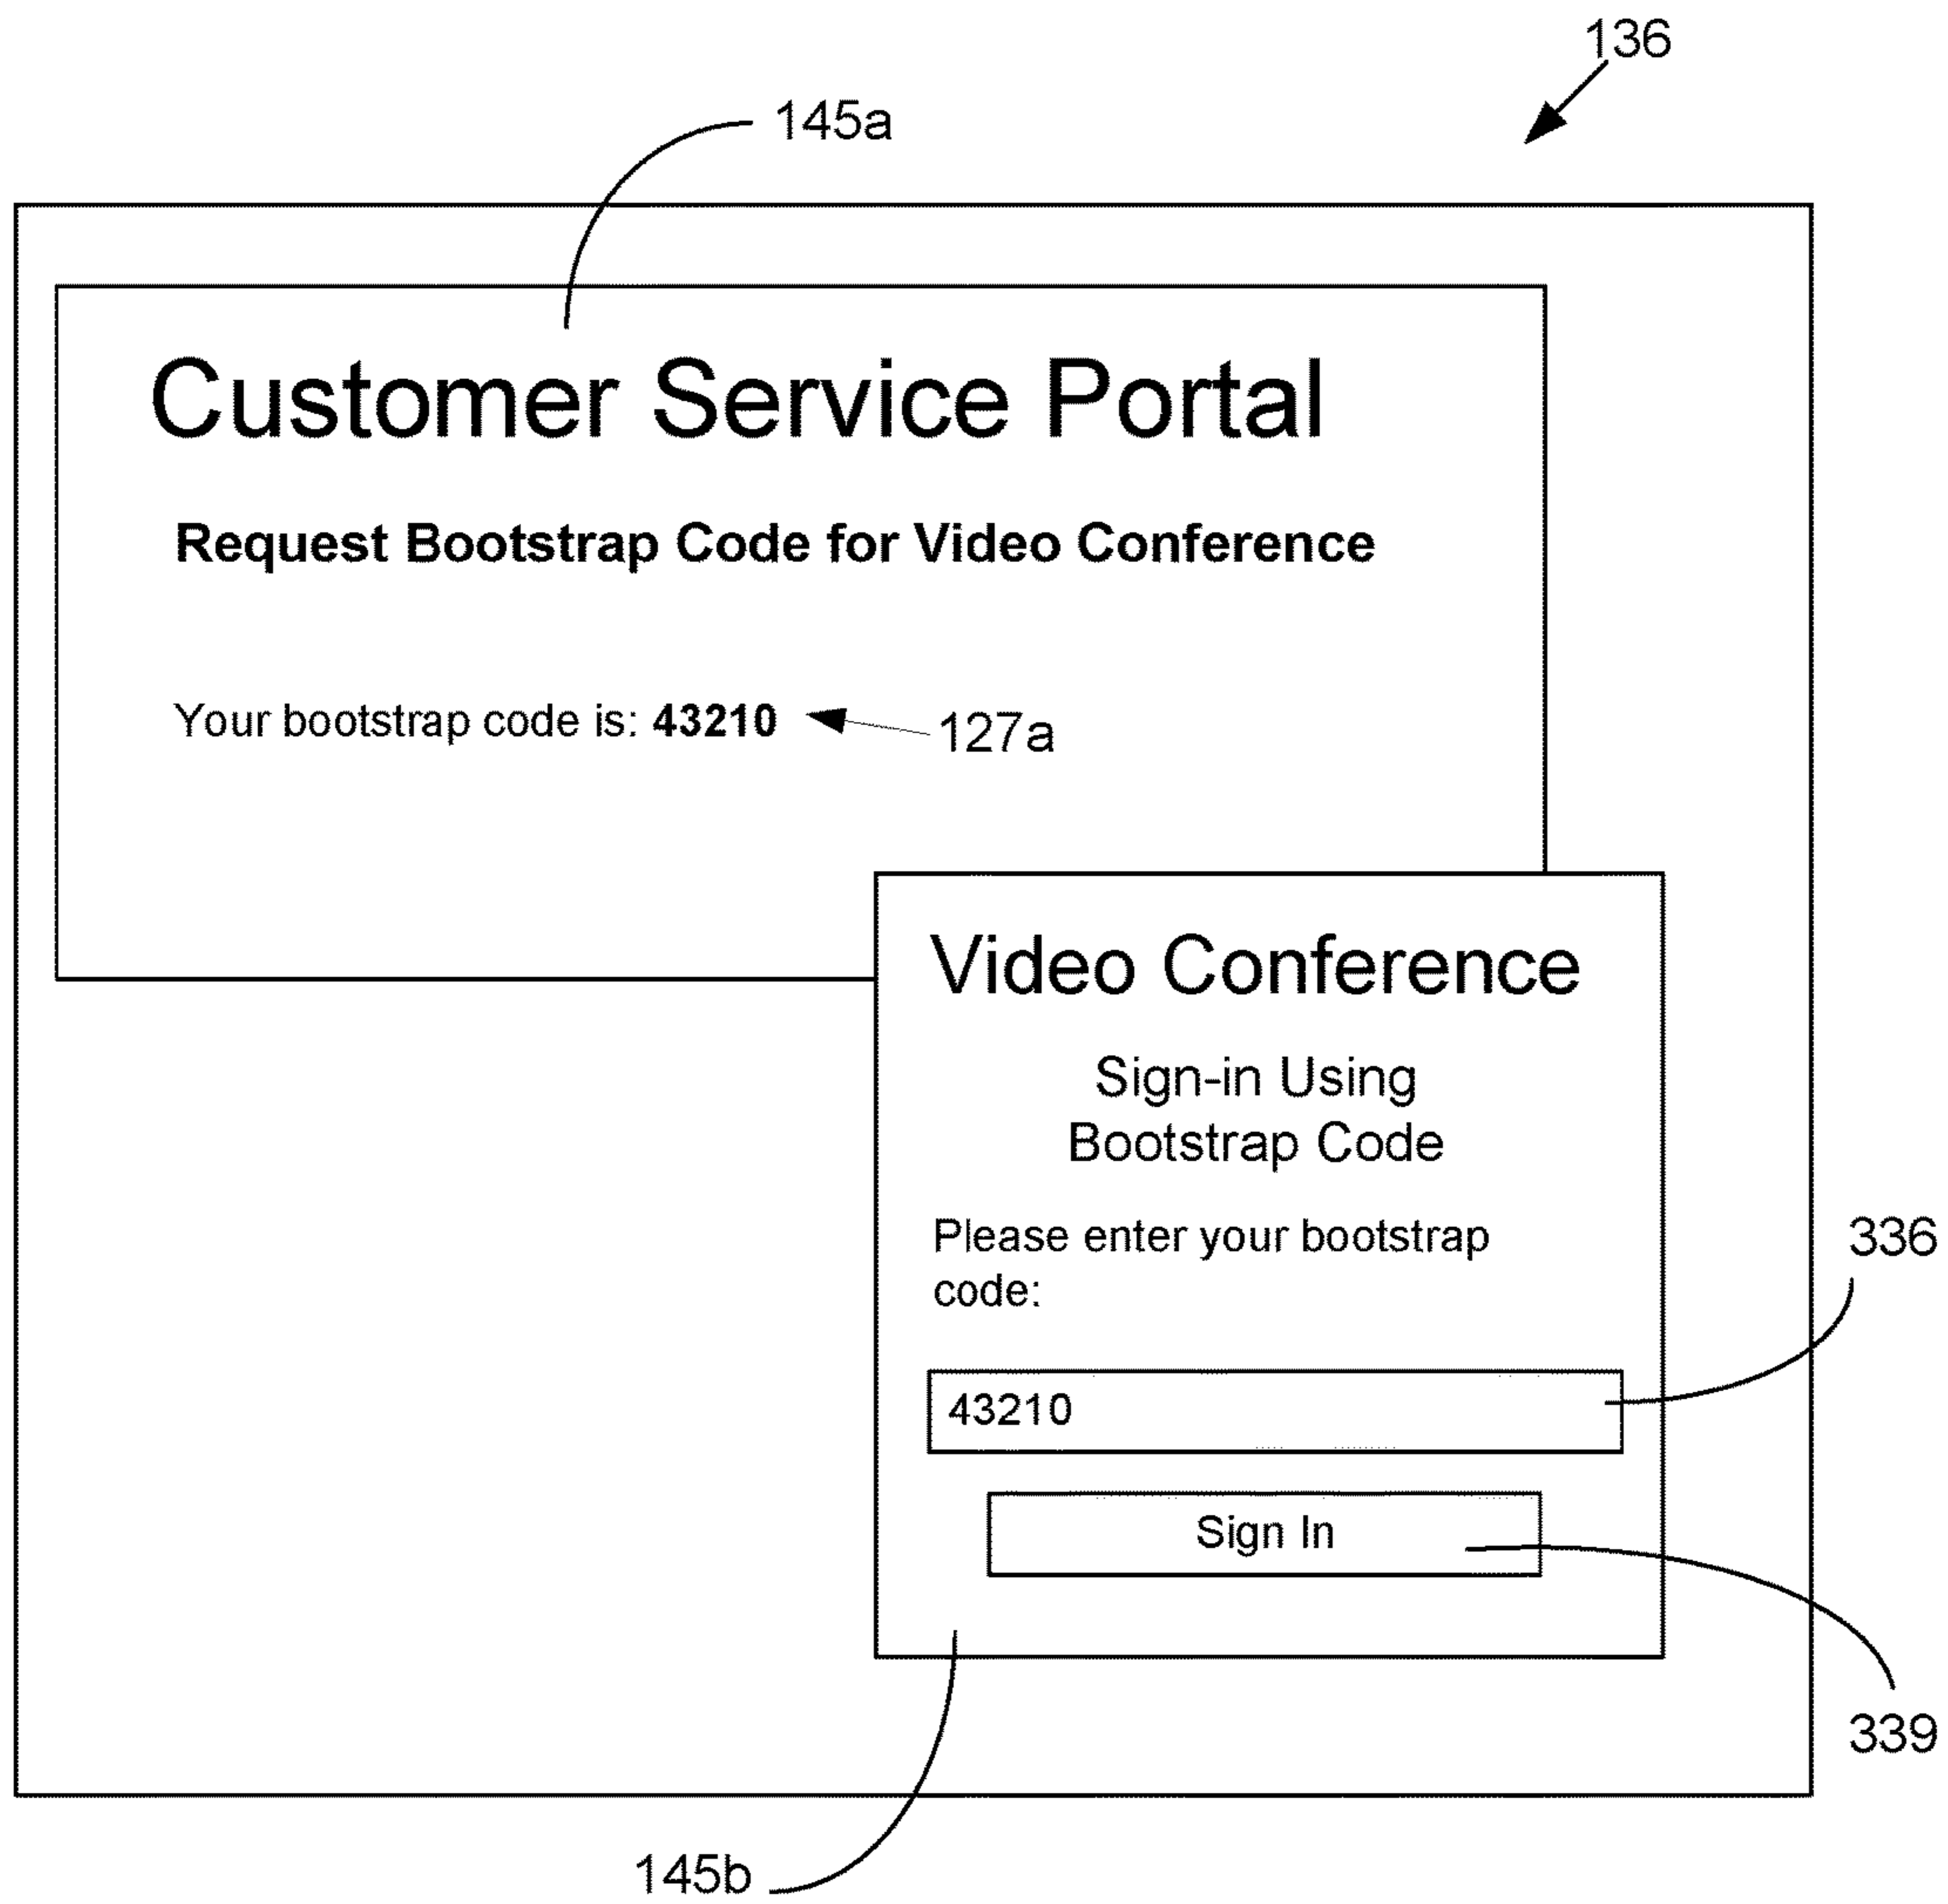 136
145a
Customer Service Portal
Request Bootstrap Code for Video Conference
Your bootstrap code is: 43210
127a
Video Conference
Sign-in Using
Bootstrap Code
Please enter your bootstrap
code:
336
43210
Sign In
339
145b